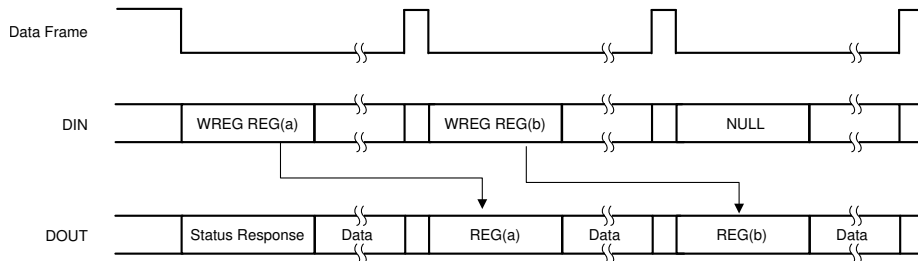 Data Frame
DIN
WREG REG(a)
WREG REG(b)
NULL
DOUT
Status Response
Data
REG(a)
Data
REG(b)
Data